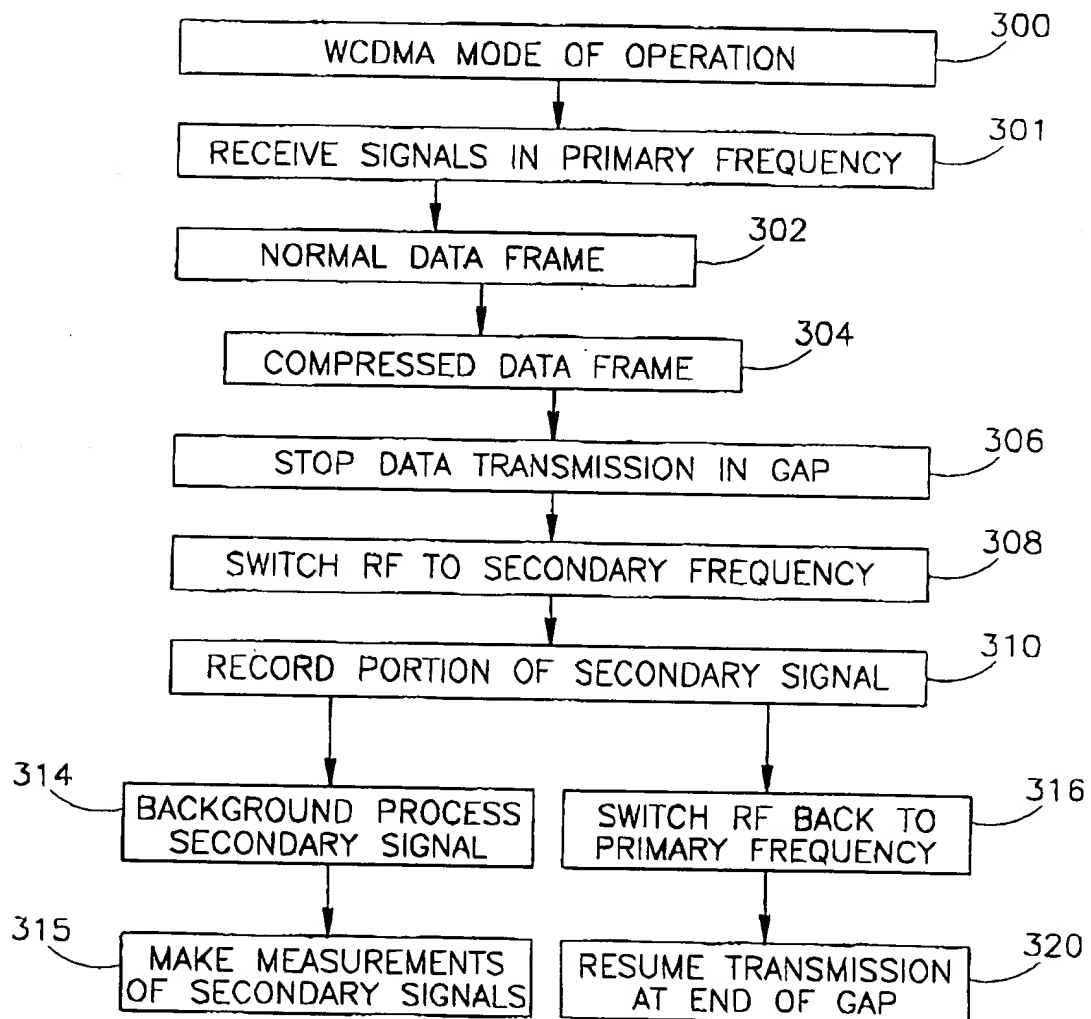 300
WCDMA MODE OF OPERATION
301
RECEIVE SIGNALS IN PRIMARY FREQUENCY
302
NORMAL DATA FRAME
304
COMPRESSED DATA FRAME
306
STOP DATA TRANSMISSION IN GAP
308
SWITCH RF TO SECONDARY FREQUENCY
310
RECORD PORTION OF SECONDARY SIGNAL
314
BACKGROUND PROCESS
SECONDARY SIGNAL
316
SWITCH RF BACK TO
PRIMARY FREQUENCY
315
MAKE MEASUREMENTS
OF SECONDARY SIGNALS
320
RESUME TRANSMISSION
AT END OF GAP